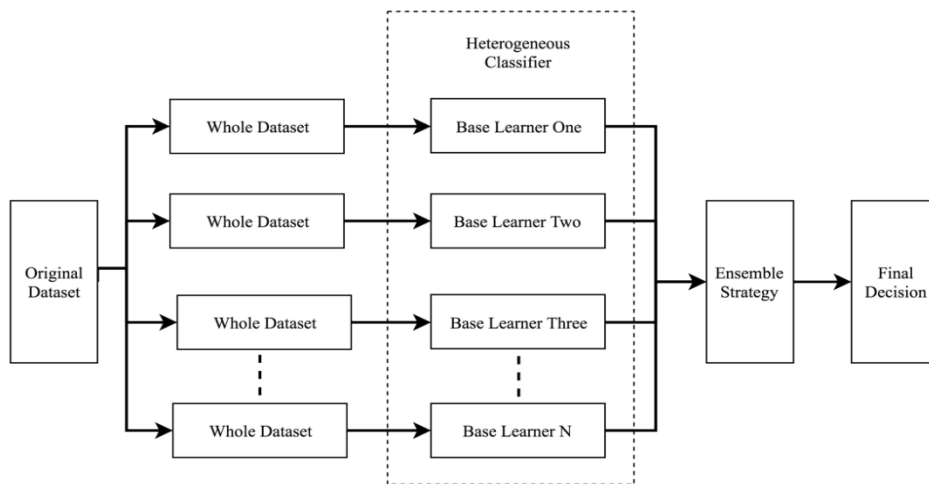 Heterogeneous
Classifier
Whole Dataset
Base Learner One
Whole Dataset
Base Learner Two
Original
Dataset
Ensemble
Strategy
Final
Decision
Whole Dataset
Base Learner Three
Whole Dataset
Base Learner N